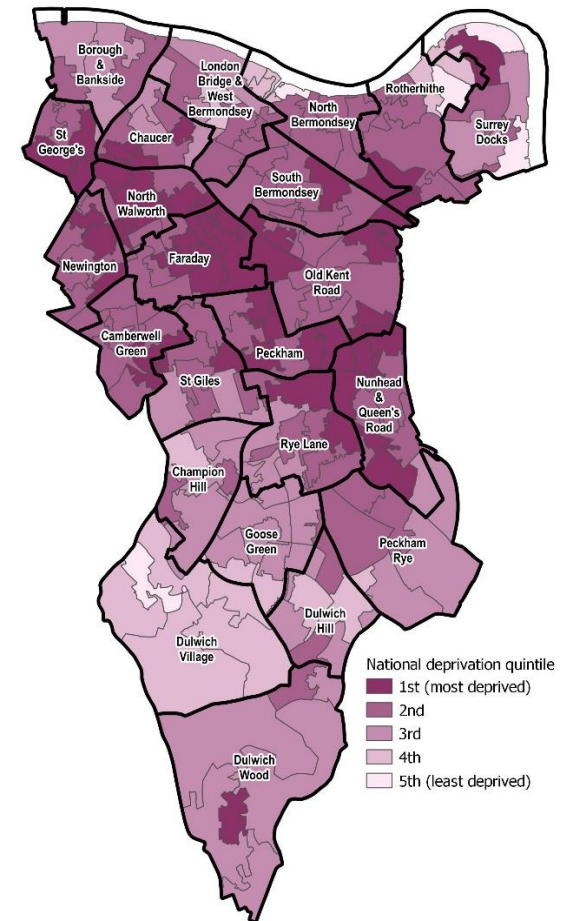 Borough
&
Bankside
London
Bridge &
West
Bermondsey
Rotherhithe
North
Bermondsey
Surrey
Docks
St
George's
Chaucer
South
Bermondsey
North
Walworth
Newington
Faraday
Old Kent
Road
Camberwell
Green
Peckham
St Giles
Nunhead
&
Queen's
Road
Rye Lane
Champion
Hill
Goose
Green
Peckham
Rye
Dulwich
Hill
Dulwich
Village
Dulwich
Wood
National deprivation quintile
1st (most deprived)
2nd
3rd
4th
5th (least deprived)